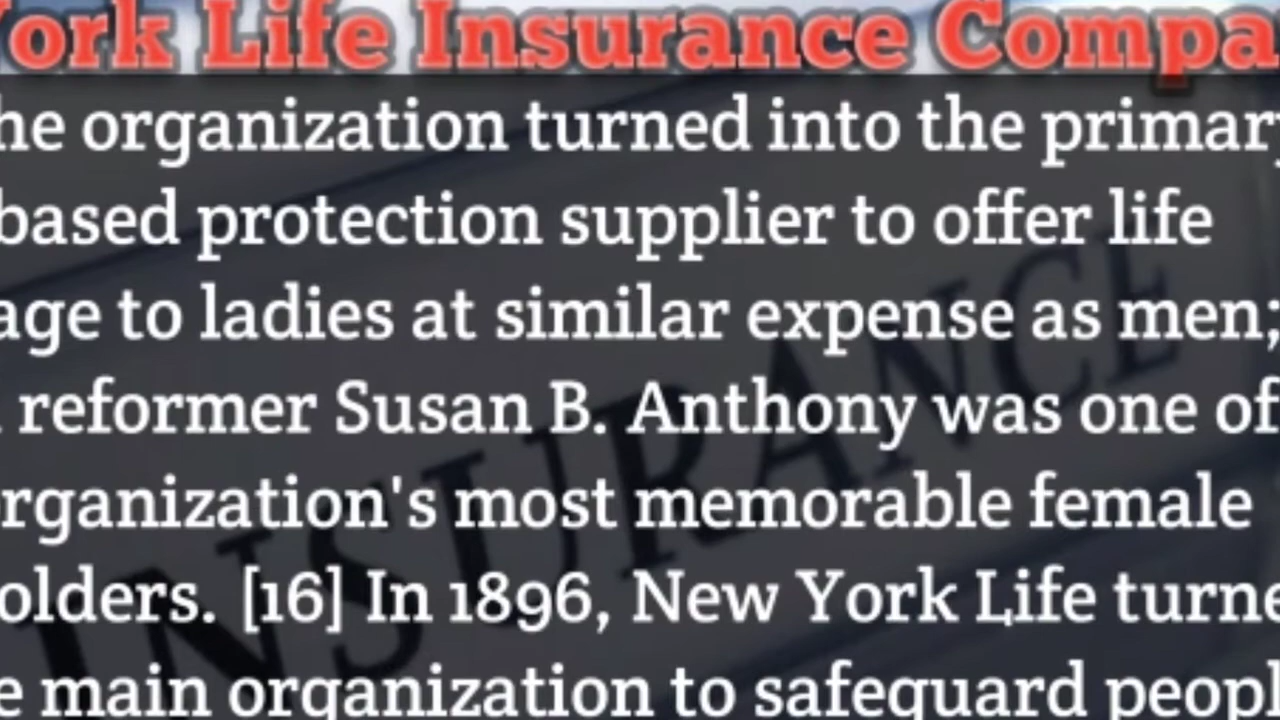 York Life Insurance Compa
he organization turned into the primary
based protection supplier to offer life
age to ladies at similar expense as men;
reformer Susan B. Anthony was one of
rganization's most memorable female
olders. [16] In 1896, New York Life turne
e main organization to safeguard peopl
INSURANCE